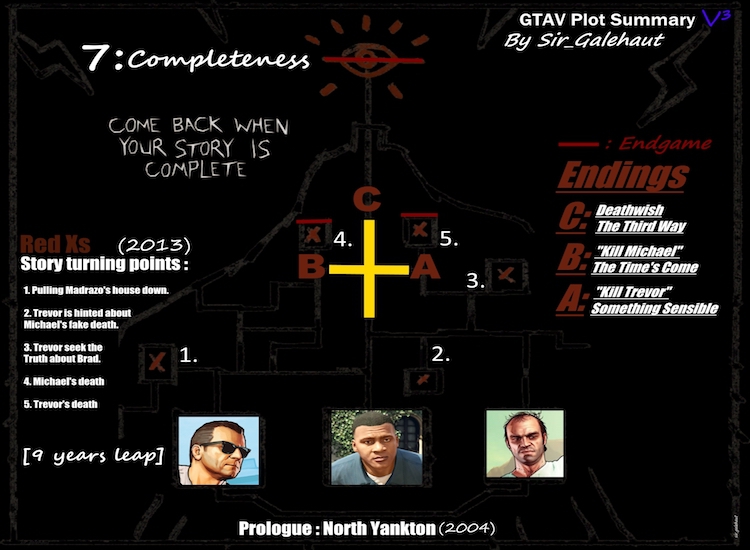 GTAV Plot Summary V3
By Sir_Galehaut
7: Completeness
COME BACK WHEN
YOUR STORY IS
COMPLETE
: Endgame
Endings
C: Deathwish
The Third Way
B: "Kill Michael"
The Time's Come
A: "Kill Trevor"
Something Sensible
C
4.
5.
B
A
3.
Red Xs (2013)
Story turning points :
1. Pulling Madrazo's house down.
2. Trevor is hinted about
Michael's fake death.
3. Trevor seek the
Truth about Brad.
4. Michael's death
5. Trevor's death
1.
2.
[9 years leap]
Prologue : North Yankton (2004)